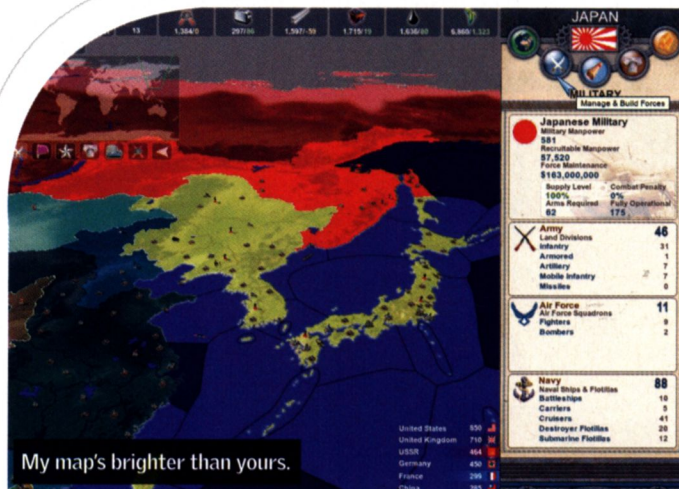 13
1,384/0
297/86
1,597/-59
1,715/19
1,636/80
6,960/1,323
JAPAN
MILITARY
Manage & Build Forces
Japanese Military
Military Manpower
581
Recruitable Manpower
57,520
Force Maintenance
$163,000,000
Supply Level Combat Penalty
100% 0%
Arms Required Fully Operational
62 175
Army 46
Land Divisions
Infantry 31
Armored 1
Artillery 7
Mobile Infantry 7
Missiles 0
Air Force 11
Air Force Squadrons
Fighters 9
Bombers 2
Navy 88
Naval Ships & Flotillas
Battleships 10
Carriers 5
Cruisers 41
Destroyer Flotillas 20
Submarine Flotillas 12
United States 850
United Kingdom 710
USSR 464
Germany 450
France 299
China
My map's brighter than yours.